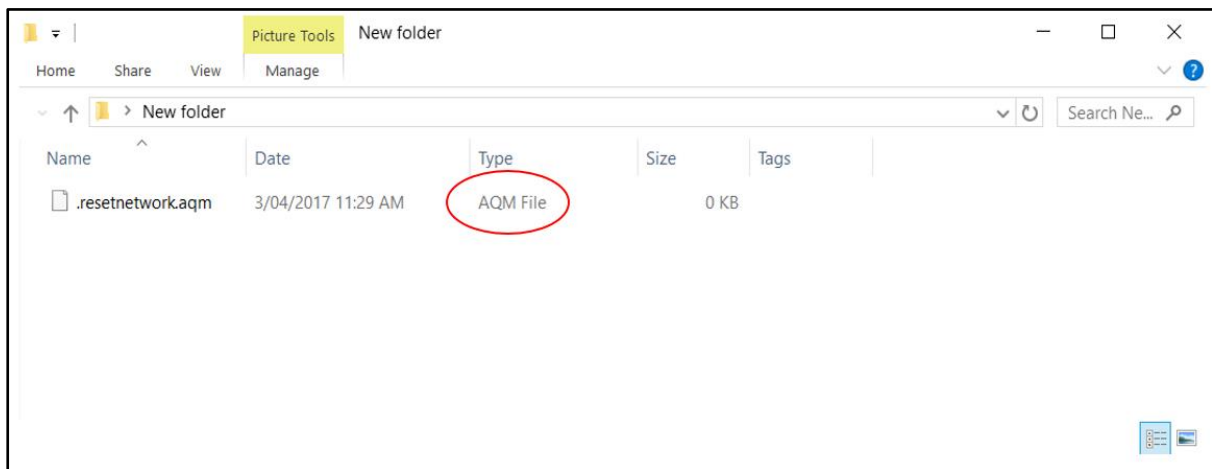 Picture Tools New folder
Home Share View Manage
New folder Search Ne...
Name Date Type Size Tags
.resetnetwork.aqm 3/04/2017 11:29 AM AQM File 0 KB